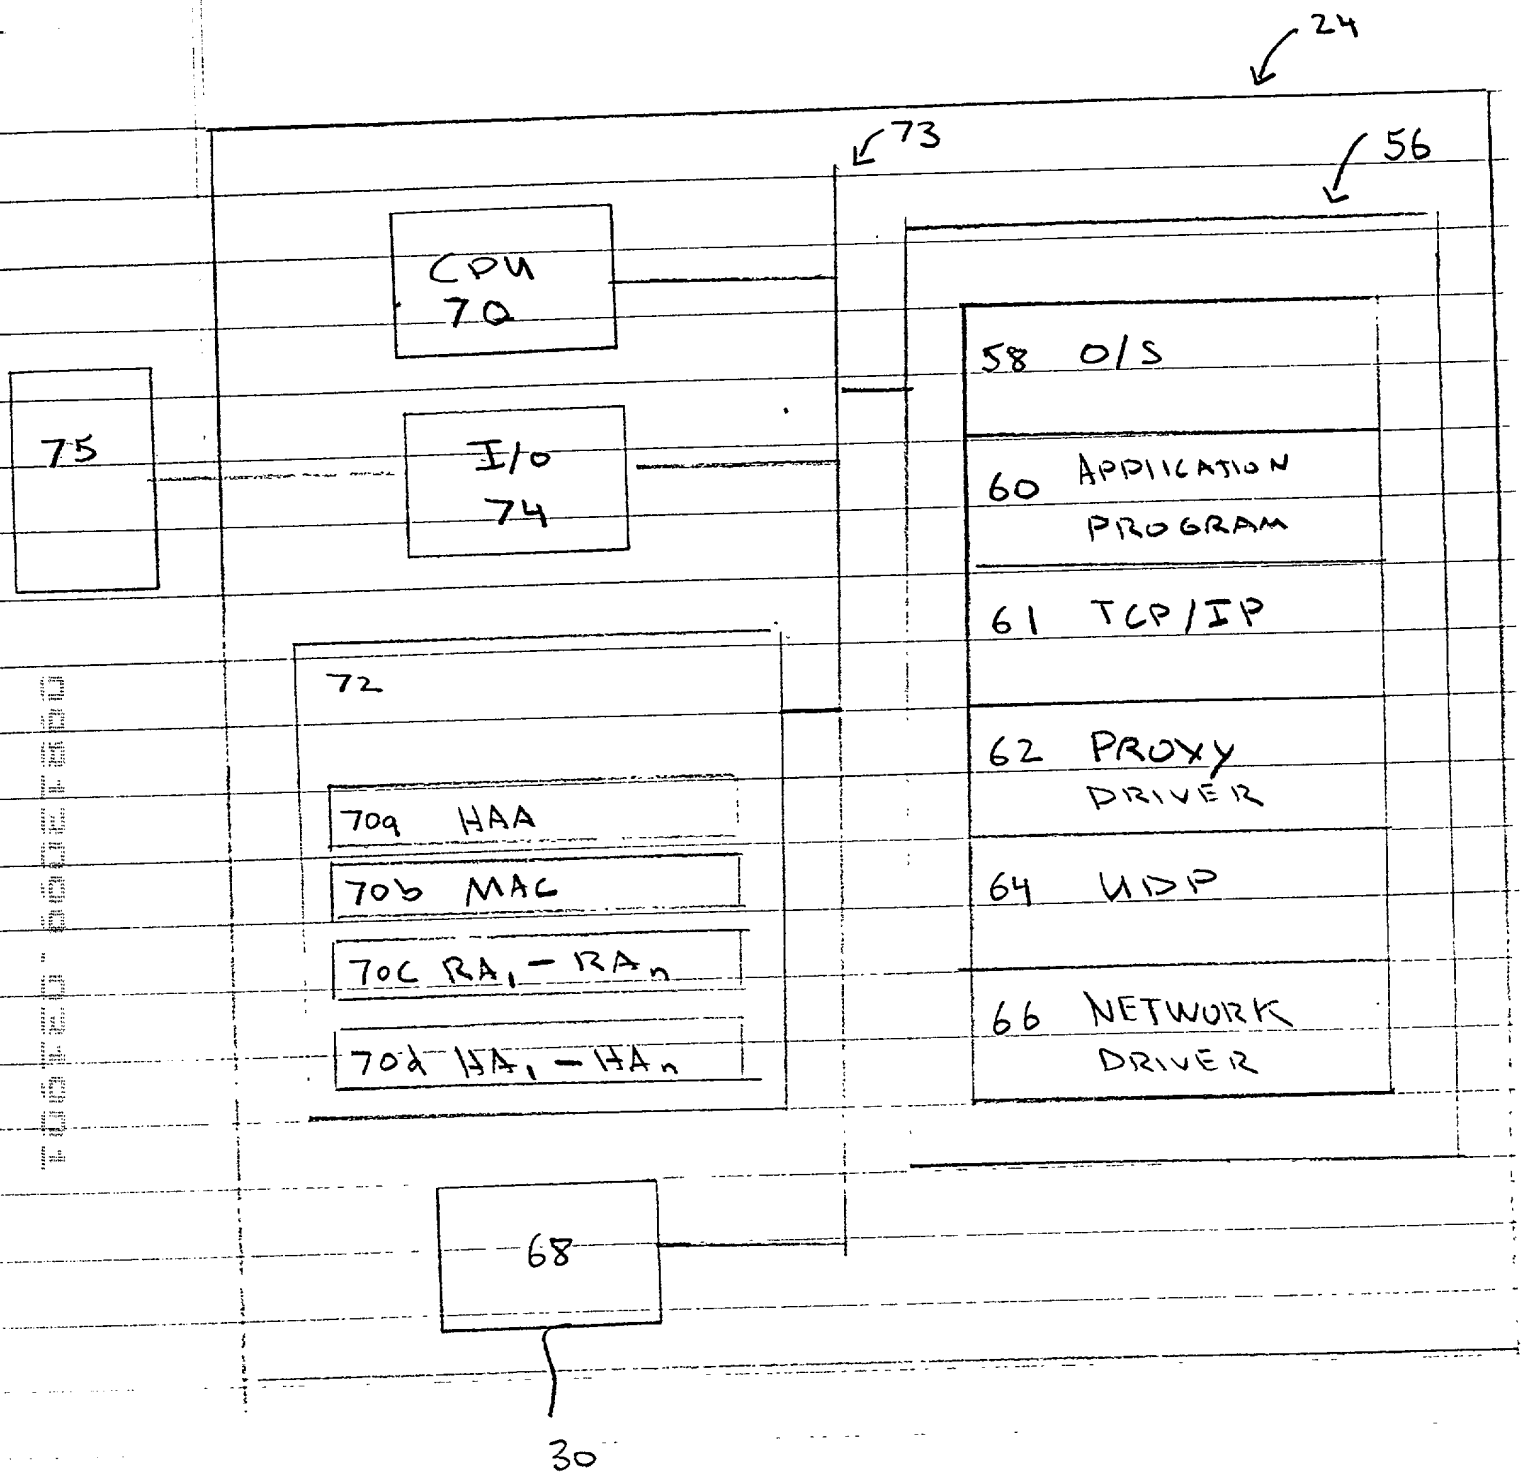 24
73
56
CPU
70
75
I/O
74
58 O/S
60 APPLICATION
PROGRAM
61 TCP/IP
62 PROXY
DRIVER
64 UDP
66 NETWORK
DRIVER
72
70a HAA
70b MAC
70c RA₁ - RAₙ
70d HA₁ - HAₙ
68
30